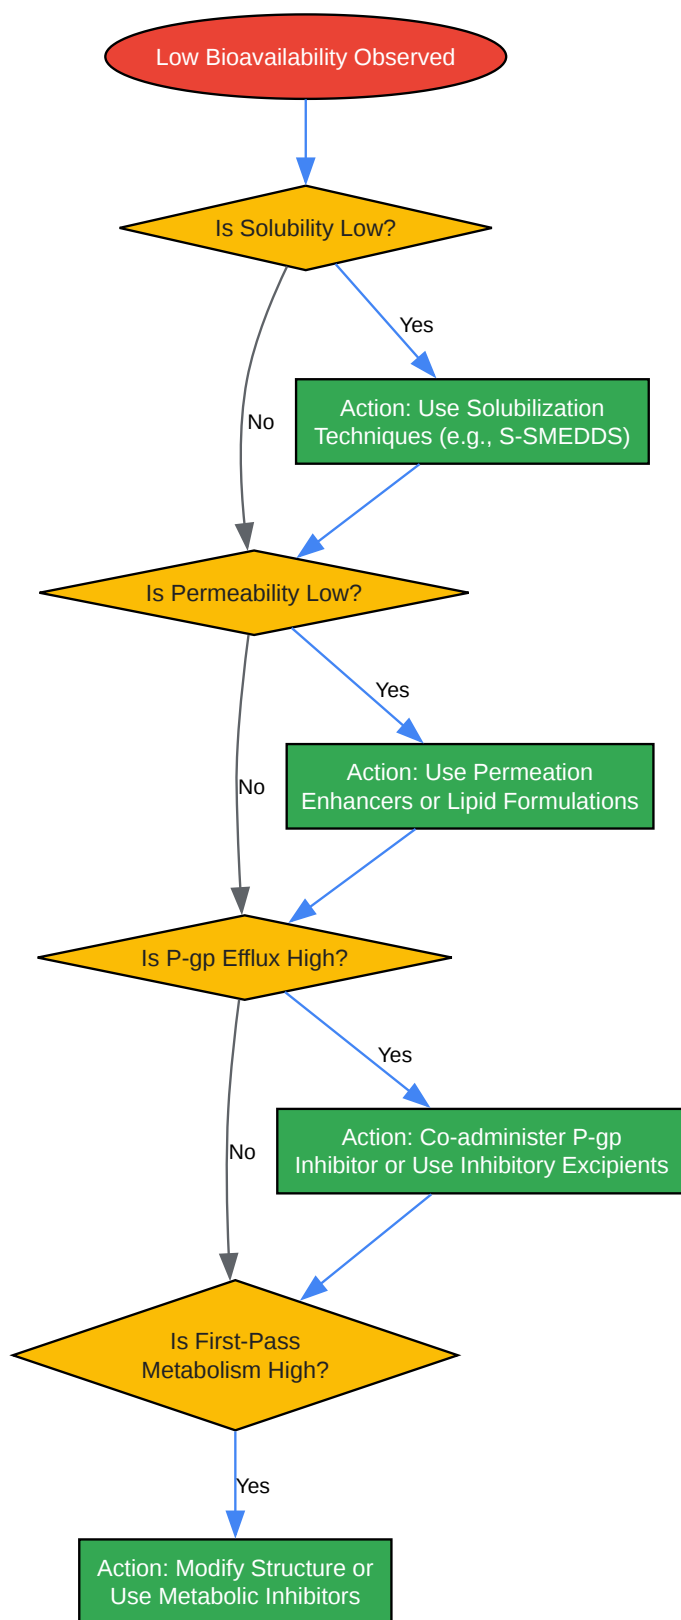 Low Bioavailability Observed
Is Solubility Low?
Yes
Action: Use Solubilization
Techniques (e.g., S-SMEDDS)
No
Is Permeability Low?
Yes
Action: Use Permeation
Enhancers or Lipid Formulations
No
Is P-gp Efflux High?
Yes
Action: Co-administer P-gp
Inhibitor or Use Inhibitory Excipients
No
Is First-Pass
Metabolism High?
Yes
Action: Modify Structure or
Use Metabolic Inhibitors